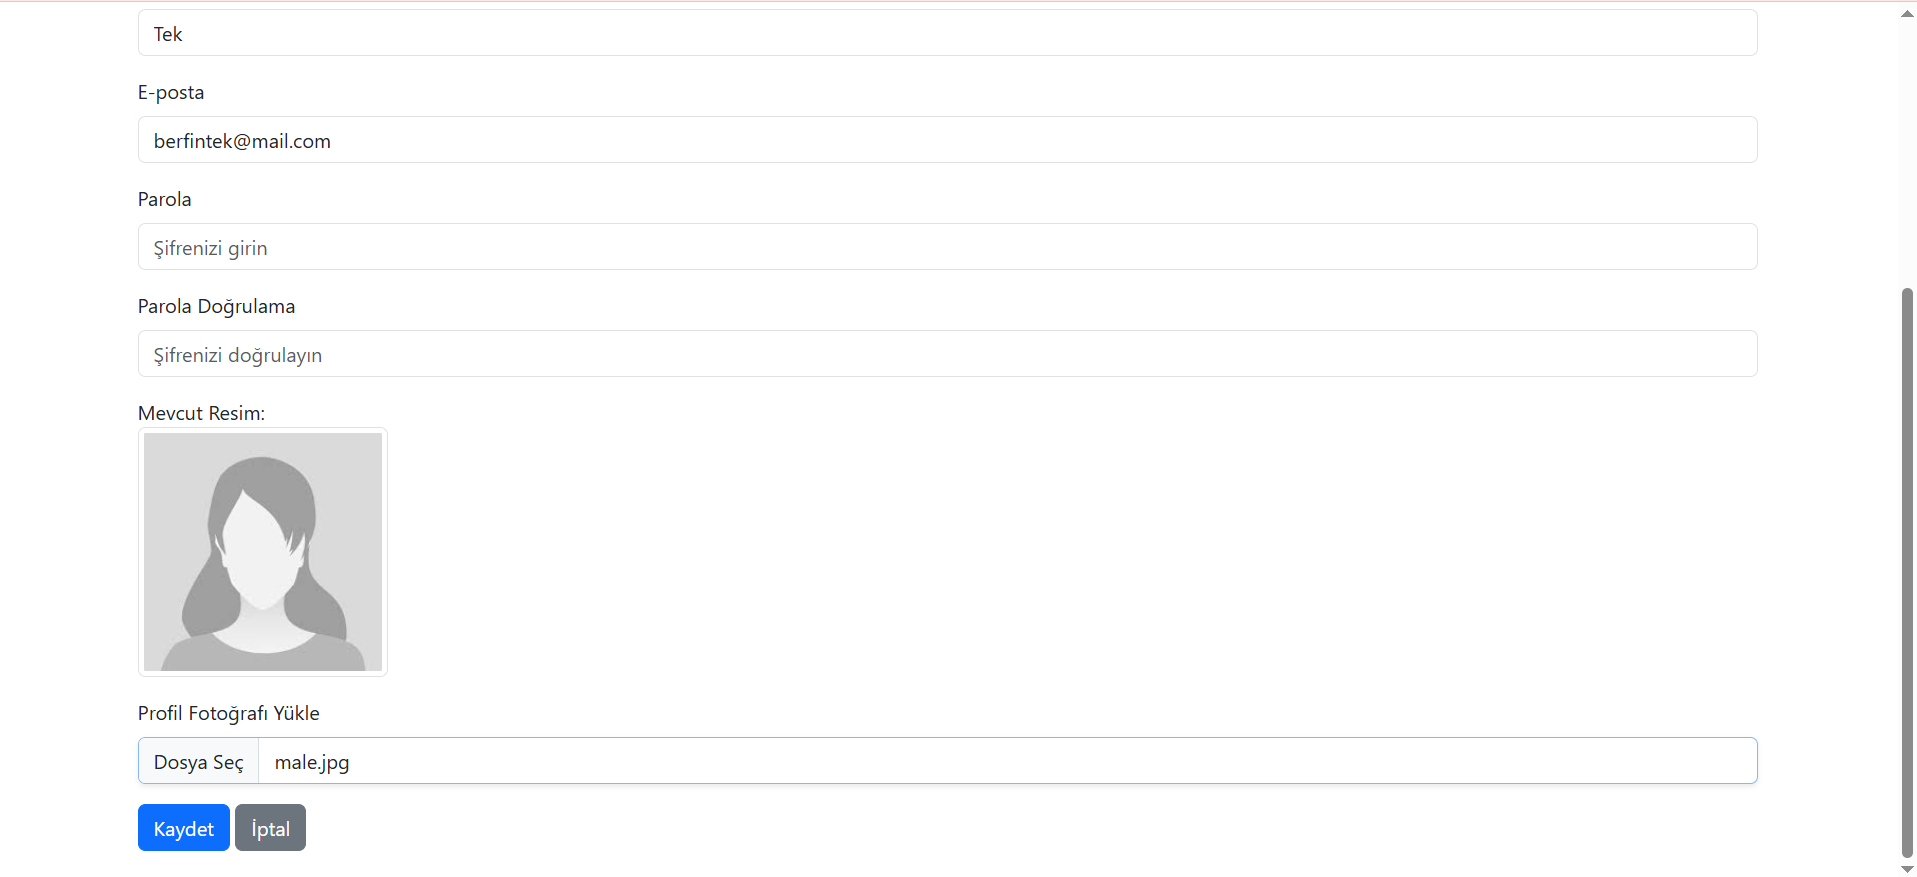 Tek
E-posta
berfintek@mail.com
Parola
Şifrenizi girin
Parola Doğrulama
Şifrenizi doğrulayın
Mevcut Resim:
Profil Fotoğrafı Yükle
Dosya Seç male.jpg
Kaydet İptal